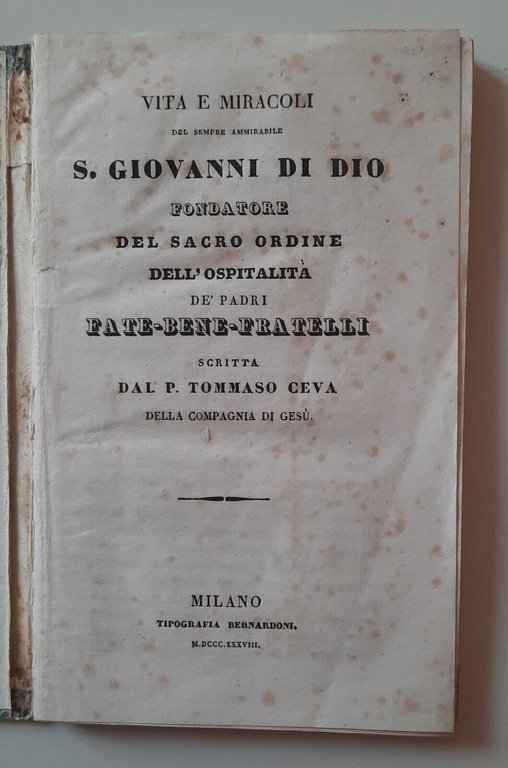 VITA E MIRACOLI
DEL SEMPRE AMMIRABILE
S. GIOVANNI DI DIO
FONDATORE
DEL SACRO ORDINE
DELL'OSPITALITÀ
DE' PADRI
FATE-BENE-FRATELLI
SCRITTA
DAL P. TOMMASO CEVA
DELLA COMPAGNIA DI GESÙ.
MILANO
TIPOGRAFIA BERNARDONI.
M.DCCC.XXXVIII.